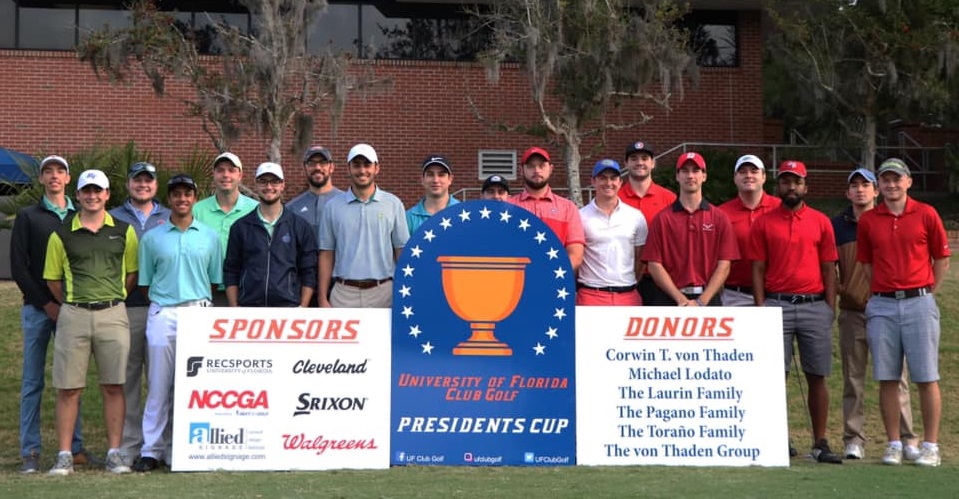 SPONSORS
RECSPORTS
UNIVERSITY of FLORIDA
Cleveland
NCCGA
SRIXON
allied
SIGNAGE
Walgreens
www.alliedsignage.com
UNIVERSITY OF FLORIDA
CLUB GOLF
PRESIDENTS CUP
UF Club Golf
ufclubgolf
UFClubGolf
DONORS
Corwin T. von Thaden
Michael Lodato
The Laurin Family
The Pagano Family
The Toraño Family
The von Thaden Group